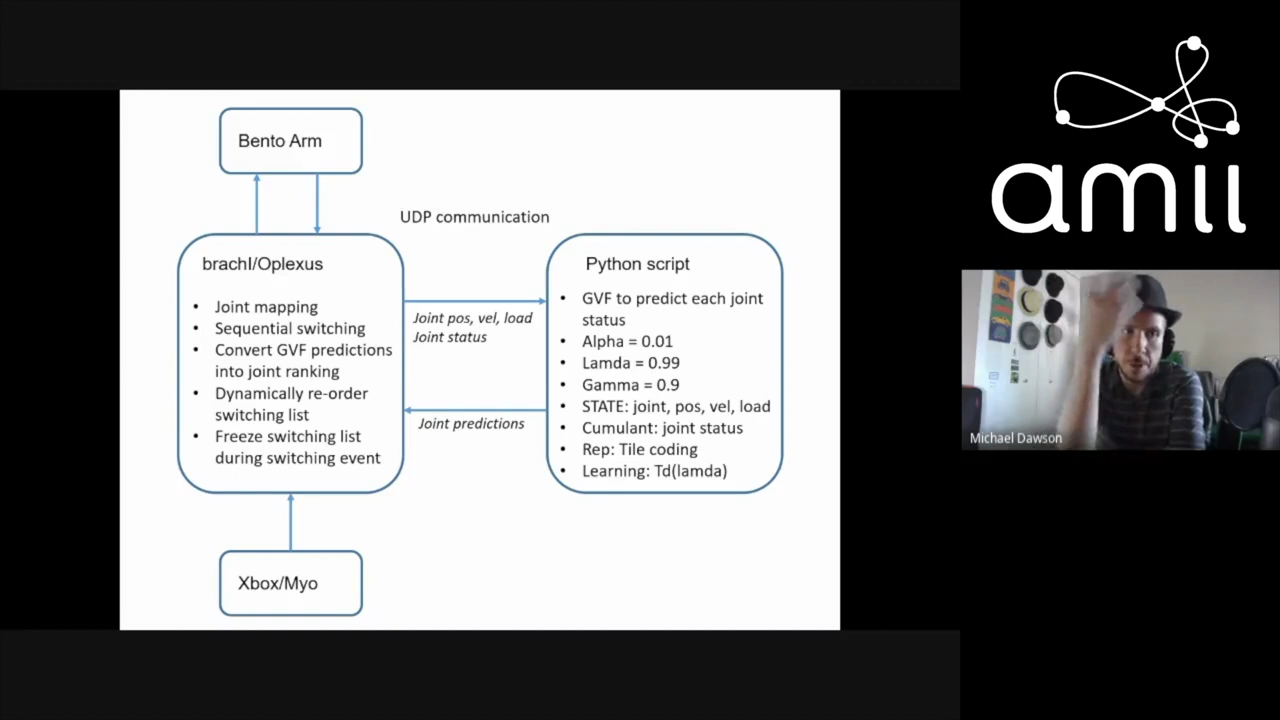 Bento Arm
UDP communication
brachI/Oplexus
• Joint mapping
• Sequential switching
• Convert GVF predictions
into joint ranking
• Dynamically re-order
switching list
• Freeze switching list
during switching event
Joint pos, vel, load
Joint status
Joint predictions
Python script
• GVF to predict each joint
status
• Alpha = 0.01
• Lamda = 0.99
• Gamma = 0.9
• STATE: joint, pos, vel, load
• Cumulant: joint status
• Rep: Tile coding
• Learning: Td(lamda)
Xbox/Myo
amii
Michael Dawson